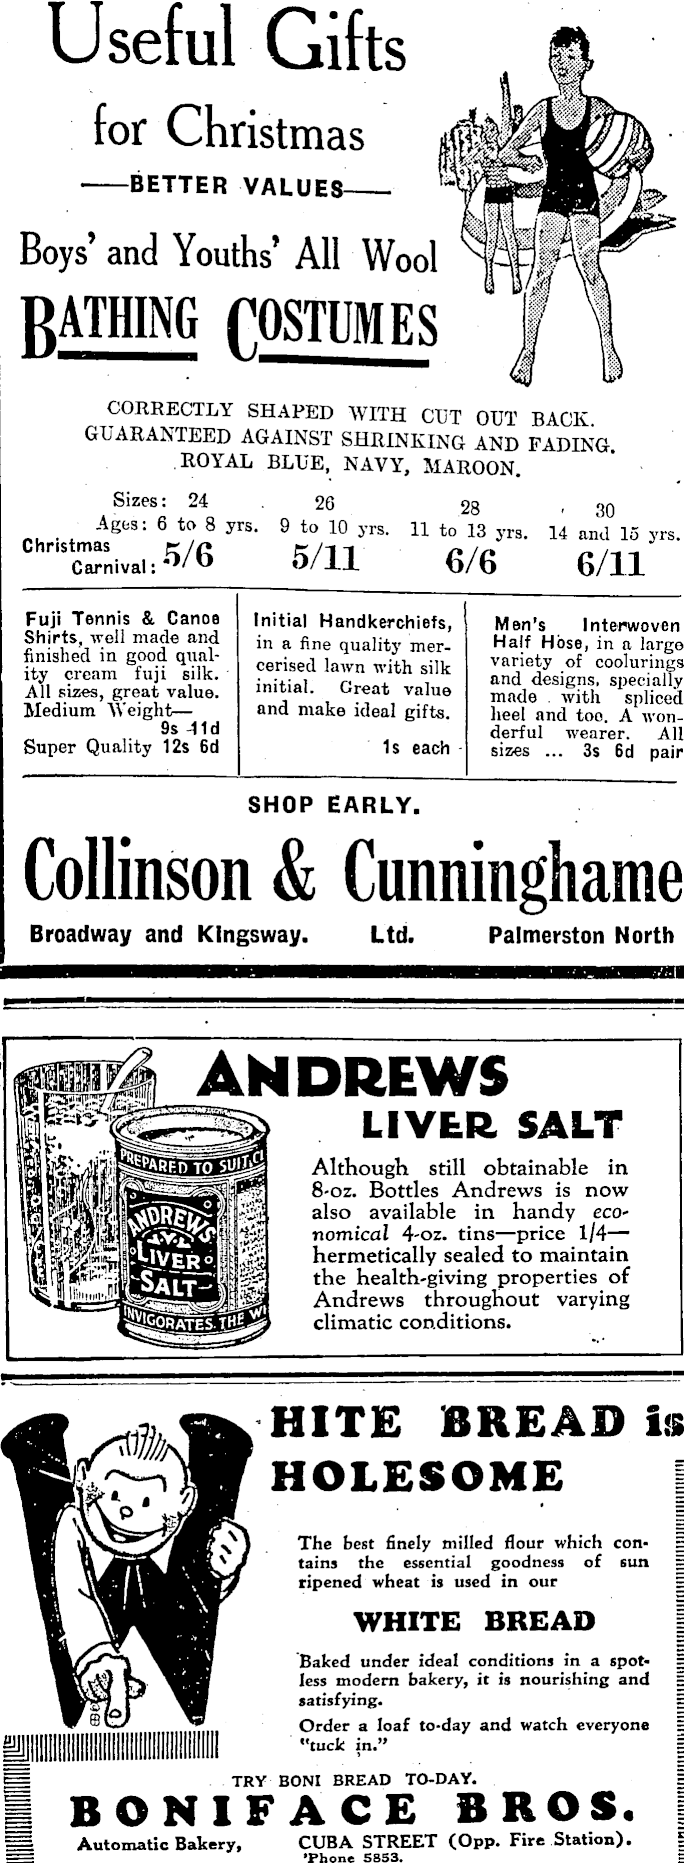 Useful Gifts
for Christmas
BETTER VALUES
Boys' and Youths' All Wool
BATHING COSTUMES
CORRECTLY SHAPED WITH CUT OUT BACK.
GUARANTEED AGAINST SHRINKING AND FADING.
ROYAL BLUE, NAVY, MAROON.
Sizes: 24 26 28 30
Ages: 6 to 8 yrs. 9 to 10 yrs. 11 to 13 yrs. 14 and 15 yrs.
Christmas
Carnival: 5/6 5/11 6/6 6/11
Fuji Tennis & Canoe
Shirts, well made and
finished in good qual-
ity cream fuji silk.
All sizes, great value.
Medium Weight—
9s 11d
Super Quality 12s 6d
Initial Handkerchiefs,
in a fine quality mer-
cerised lawn with silk
initial. Great value
and make ideal gifts.
1s each
Men's Interwoven
Half Hose, in a large
variety of coolurings
and designs, specially
made with spliced
heel and toe. A won-
derful wearer. All
sizes ... 3s 6d pair
SHOP EARLY.
Collinson & Cunninghame
Broadway and Kingsway. Ltd. Palmerston North
ANDREWS
LIVER SALT
PREPARED TO SUIT
ANDREWS
LIVER
SALT
INVIGORATES. THE
Although still obtainable in
8-oz. Bottles Andrews is now
also available in handy eco-
nomical 4-oz. tins—price 1/4—
hermetically sealed to maintain
the health-giving properties of
Andrews throughout varying
climatic conditions.
WHITE BREAD is
WHOLESOME
The best finely milled flour which con-
tains the essential goodness of sun
ripened wheat is used in our
WHITE BREAD
Baked under ideal conditions in a spot-
less modern bakery, it is nourishing and
satisfying.
Order a loaf to-day and watch everyone
"tuck in."
TRY BONI BREAD TO-DAY.
BONIFACE BROS.
Automatic Bakery, CUBA STREET (Opp. Fire Station).
'Phone 5853.